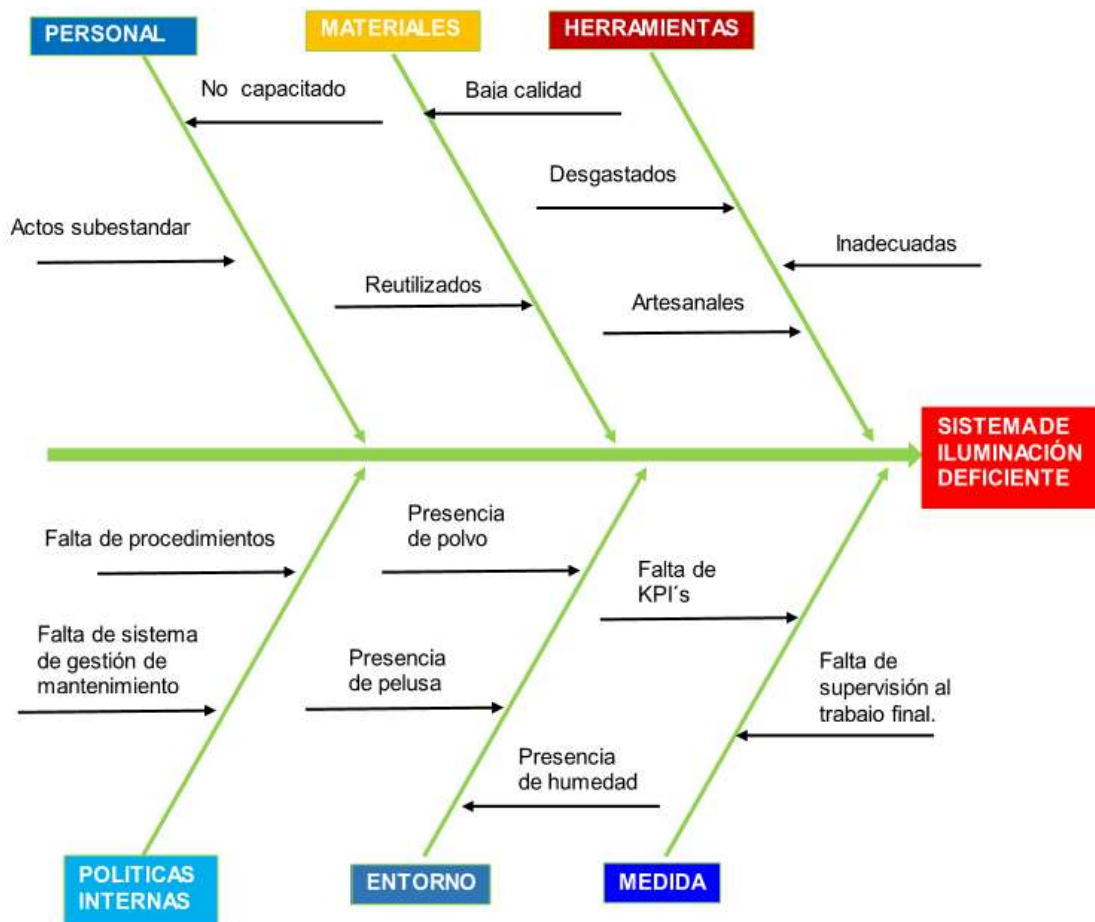 PERSONAL
MATERIALES
HERRAMIENTAS
No capacitado
Baja calidad
Desgastados
Actos subestandar
Inadecuadas
Reutilizados
Artesanales
SISTEMA DE
ILUMINACIÓN
DEFICIENTE
Falta de procedimientos
Presencia
de polvo
Falta de
KPI´s
Falta de sistema
de gestión de
mantenimiento
Presencia
de pelusa
Falta de
supervisión al
trabajo final.
Presencia
de humedad
POLITICAS
INTERNAS
ENTORNO
MEDIDA